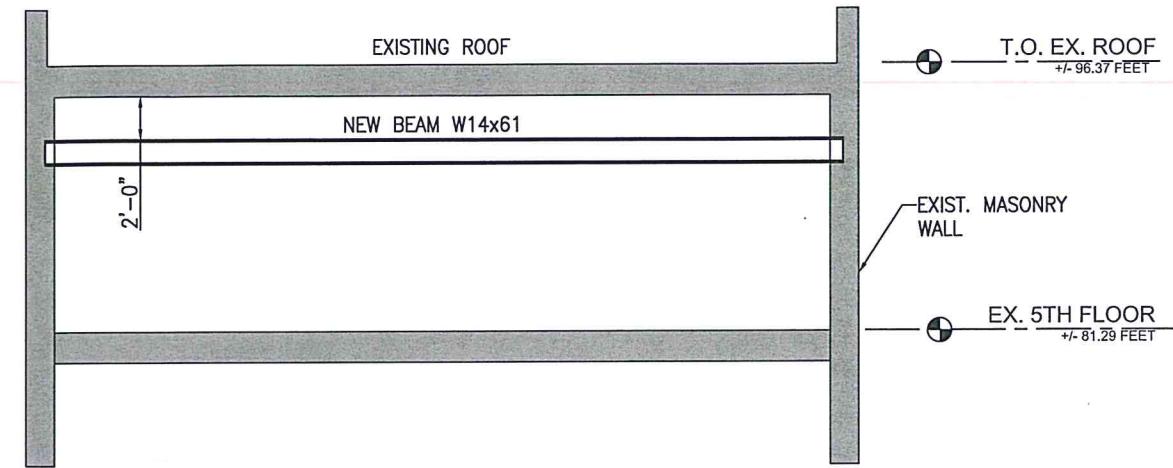 EXISTING ROOF
T.O. EX. ROOF
+/- 96.37 FEET
NEW BEAM W14x61
2'-0"
EXIST. MASONRY
WALL
EX. 5TH FLOOR
+/- 81.29 FEET